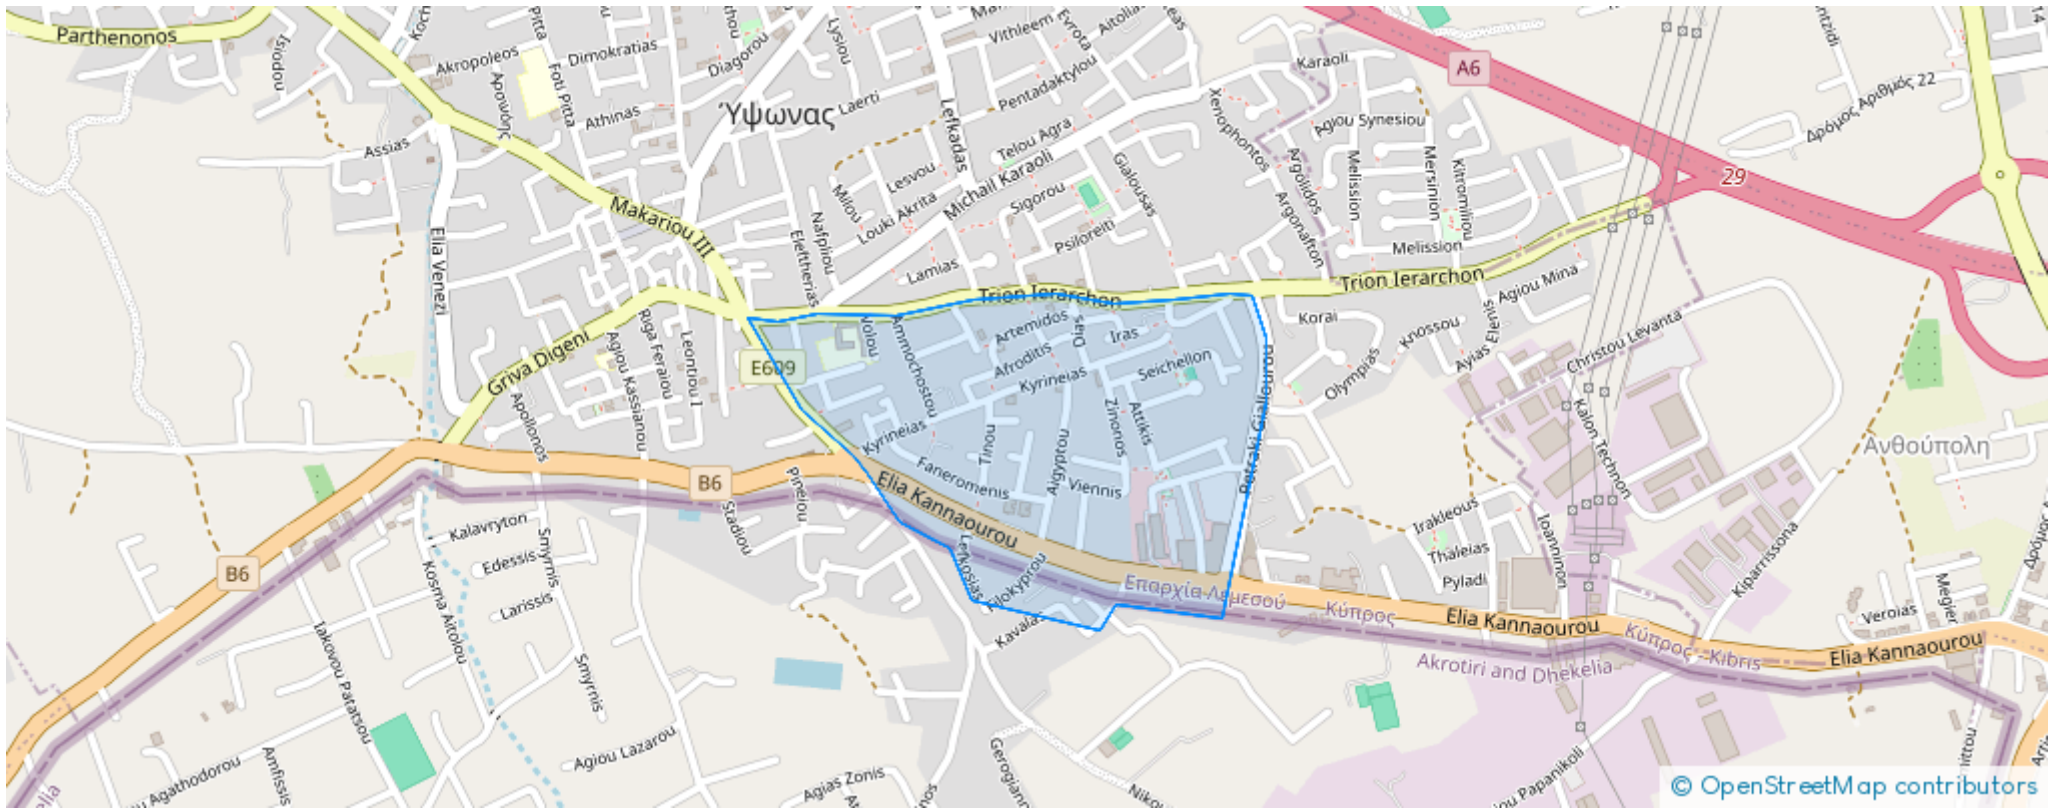 Parthenonos
Isiodou
Akropoleos
Pitta
Dimokratias
Diagorou
Lysiou
Vithleem
Aitolias
Karaoli
A6
14
Foti Pitta
Athinas
Ύψωνας
Laerti
Lefkadas
Pentadaktylou
Xenophontos
Agiou Synesiou
Δρόμος Αριθμός 22
Assias
Telou Agra
Michail Karaoli
Gialousas
Argolidos
Melission
Mersinion
Kitromiliou
29
Elia Venezi
Makariou III
Milou
Lesvou
Louki Akrita
Sigorou
Psiloreiti
Argonafton
Melission
Nafpliou
Eleftherias
Lamias
Trion Ierarchon
Trion Ierarchon
Agiou Mina
Griva Digeni
Riga Feraiou
Agiou Kassianou
Leontiou I
E609
Volou
Ammochostou
Artemidos
Dias
Iras
Afroditis
Kyrineias
Seichellon
Petraki Giallourou
Korai
Knossou
Olympias
Ayias Elenis
Christou Levanta
Kalon Technon
Ανθούπολη
Apollonos
Kyrineias
Tinou
Faneromenis
Aigyptou
Zinonos
Attikis
Viennis
B6
B6
Pineiou
Stadiou
Elia Kannaourou
Kalavryton
Edessis
Larissis
Smyrnis
Smyrnis
Kosma Aitolou
Lefkosias
Filokyprou
Kavalas
Επαρχία Λεμεσού
Κύπρος
Irakleous
Thaleias
Pyladi
Ioanninon
Kiparrissona
Elia Kannaourou
Κύπρος - Kıbrıs
Akrotiri and Dhekelia
Veroias
Elia Kannaourou
Iakovou Patatsou
Agiou Lazarou
Agathodorou
Amfissis
Agias Zonis
© OpenStreetMap contributors